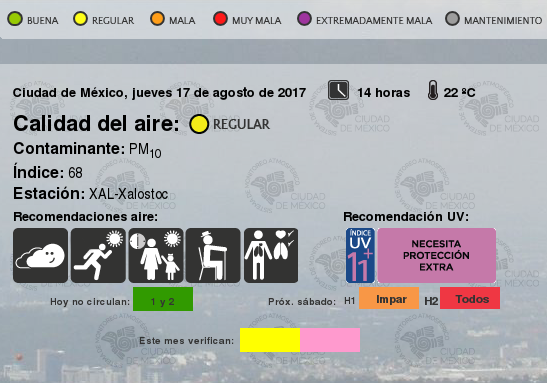 BUENA REGULAR MALA MUY MALA EXTREMADAMENTE MALA MANTENIMIENTO
Ciudad de México, jueves 17 de agosto de 2017 14 horas 22 ºC
Calidad del aire: REGULAR
Contaminante: PM10
Índice: 68
Estación: XAL-Xalostoc
Recomendaciones aire: Recomendación UV:
ÍNDICE UV 11+ NECESITA PROTECCIÓN EXTRA
Hoy no circulan: 1 y 2 Próx. sábado: H1 Impar H2 Todos
Este mes verifican:
CIUDAD DE MÉXICO